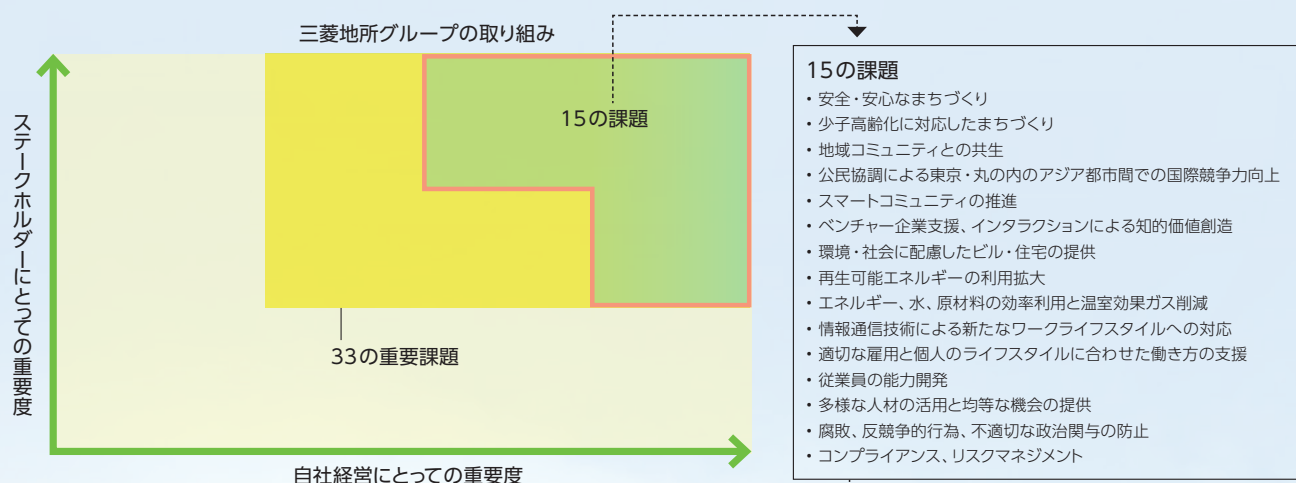 三菱地所グループの取り組み
ステークホルダーにとっての重要度
15の課題
33の重要課題
自社経営にとっての重要度
15の課題
・安全・安心なまちづくり
・少子高齢化に対応したまちづくり
・地域コミュニティとの共生
・公民協調による東京・丸の内のアジア都市間での国際競争力向上
・スマートコミュニティの推進
・ベンチャー企業支援、インタラクションによる知的価値創造
・環境・社会に配慮したビル・住宅の提供
・再生可能エネルギーの利用拡大
・エネルギー、水、原材料の効率利用と温室効果ガス削減
・情報通信技術による新たなワークライフスタイルへの対応
・適切な雇用と個人のライフスタイルに合わせた働き方の支援
・従業員の能力開発
・多様な人材の活用と均等な機会の提供
・腐敗、反競争的行為、不適切な政治関与の防止
・コンプライアンス、リスクマネジメント